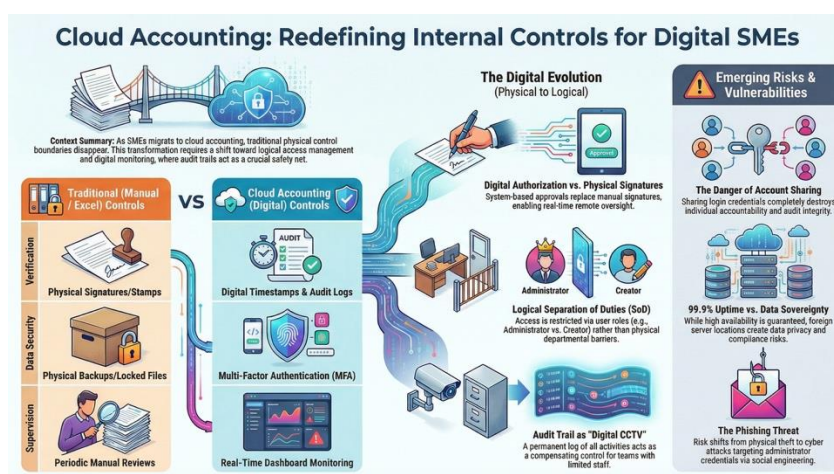 Cloud Accounting: Redefining Internal Controls for Digital SMEs
Context Summary: As SMEs migrats to cloud accounting, traditional physical control
boundaries disappear. This transformation requires a shift toward logical access management
and digital monitoring, where audit trails act as a crucial safety net.
Traditional (Manual
/ Excel) Controls
VS
Cloud Accounting
(Digital) Controls
Verification
Physical Signatures/Stamps
AUDIT
Digital Timestamps & Audit Logs
Data Security
Physical Backups/Locked Files
Multi-Factor Authentication (MFA)
Supervision
Periodic Manual Reviews
Real-Time Dashboard Monitoring
The Digital Evolution
(Physical to Logical)
Approval
Digital Authorization vs. Physical Signatures
System-based approvals replace manual signatures,
enabling real-time remote oversight.
Administrator
Creator
Logical Separation of Duties (SoD)
Access is restricted via user roles (e.g.,
Administrator vs. Creator) rather than
physical departmental barriers.
Audit Trail as "Digital CCTV"
A permanent log of all activities acts as
a compensating control for teams with
limited staff.
Emerging Risks &
Vulnerabilities
The Danger of Account Sharing
Sharing login credentials completely destroys
individual accountability and audit integrity.
99.9% Uptime vs. Data Sovereignty
While high availability is guaranteed, foreign
server locations create data privacy and
compliance risks.
The Phishing Threat
Risk shifts from physical theft to cyber
attacks targeting administrator
credentials via social engineering.